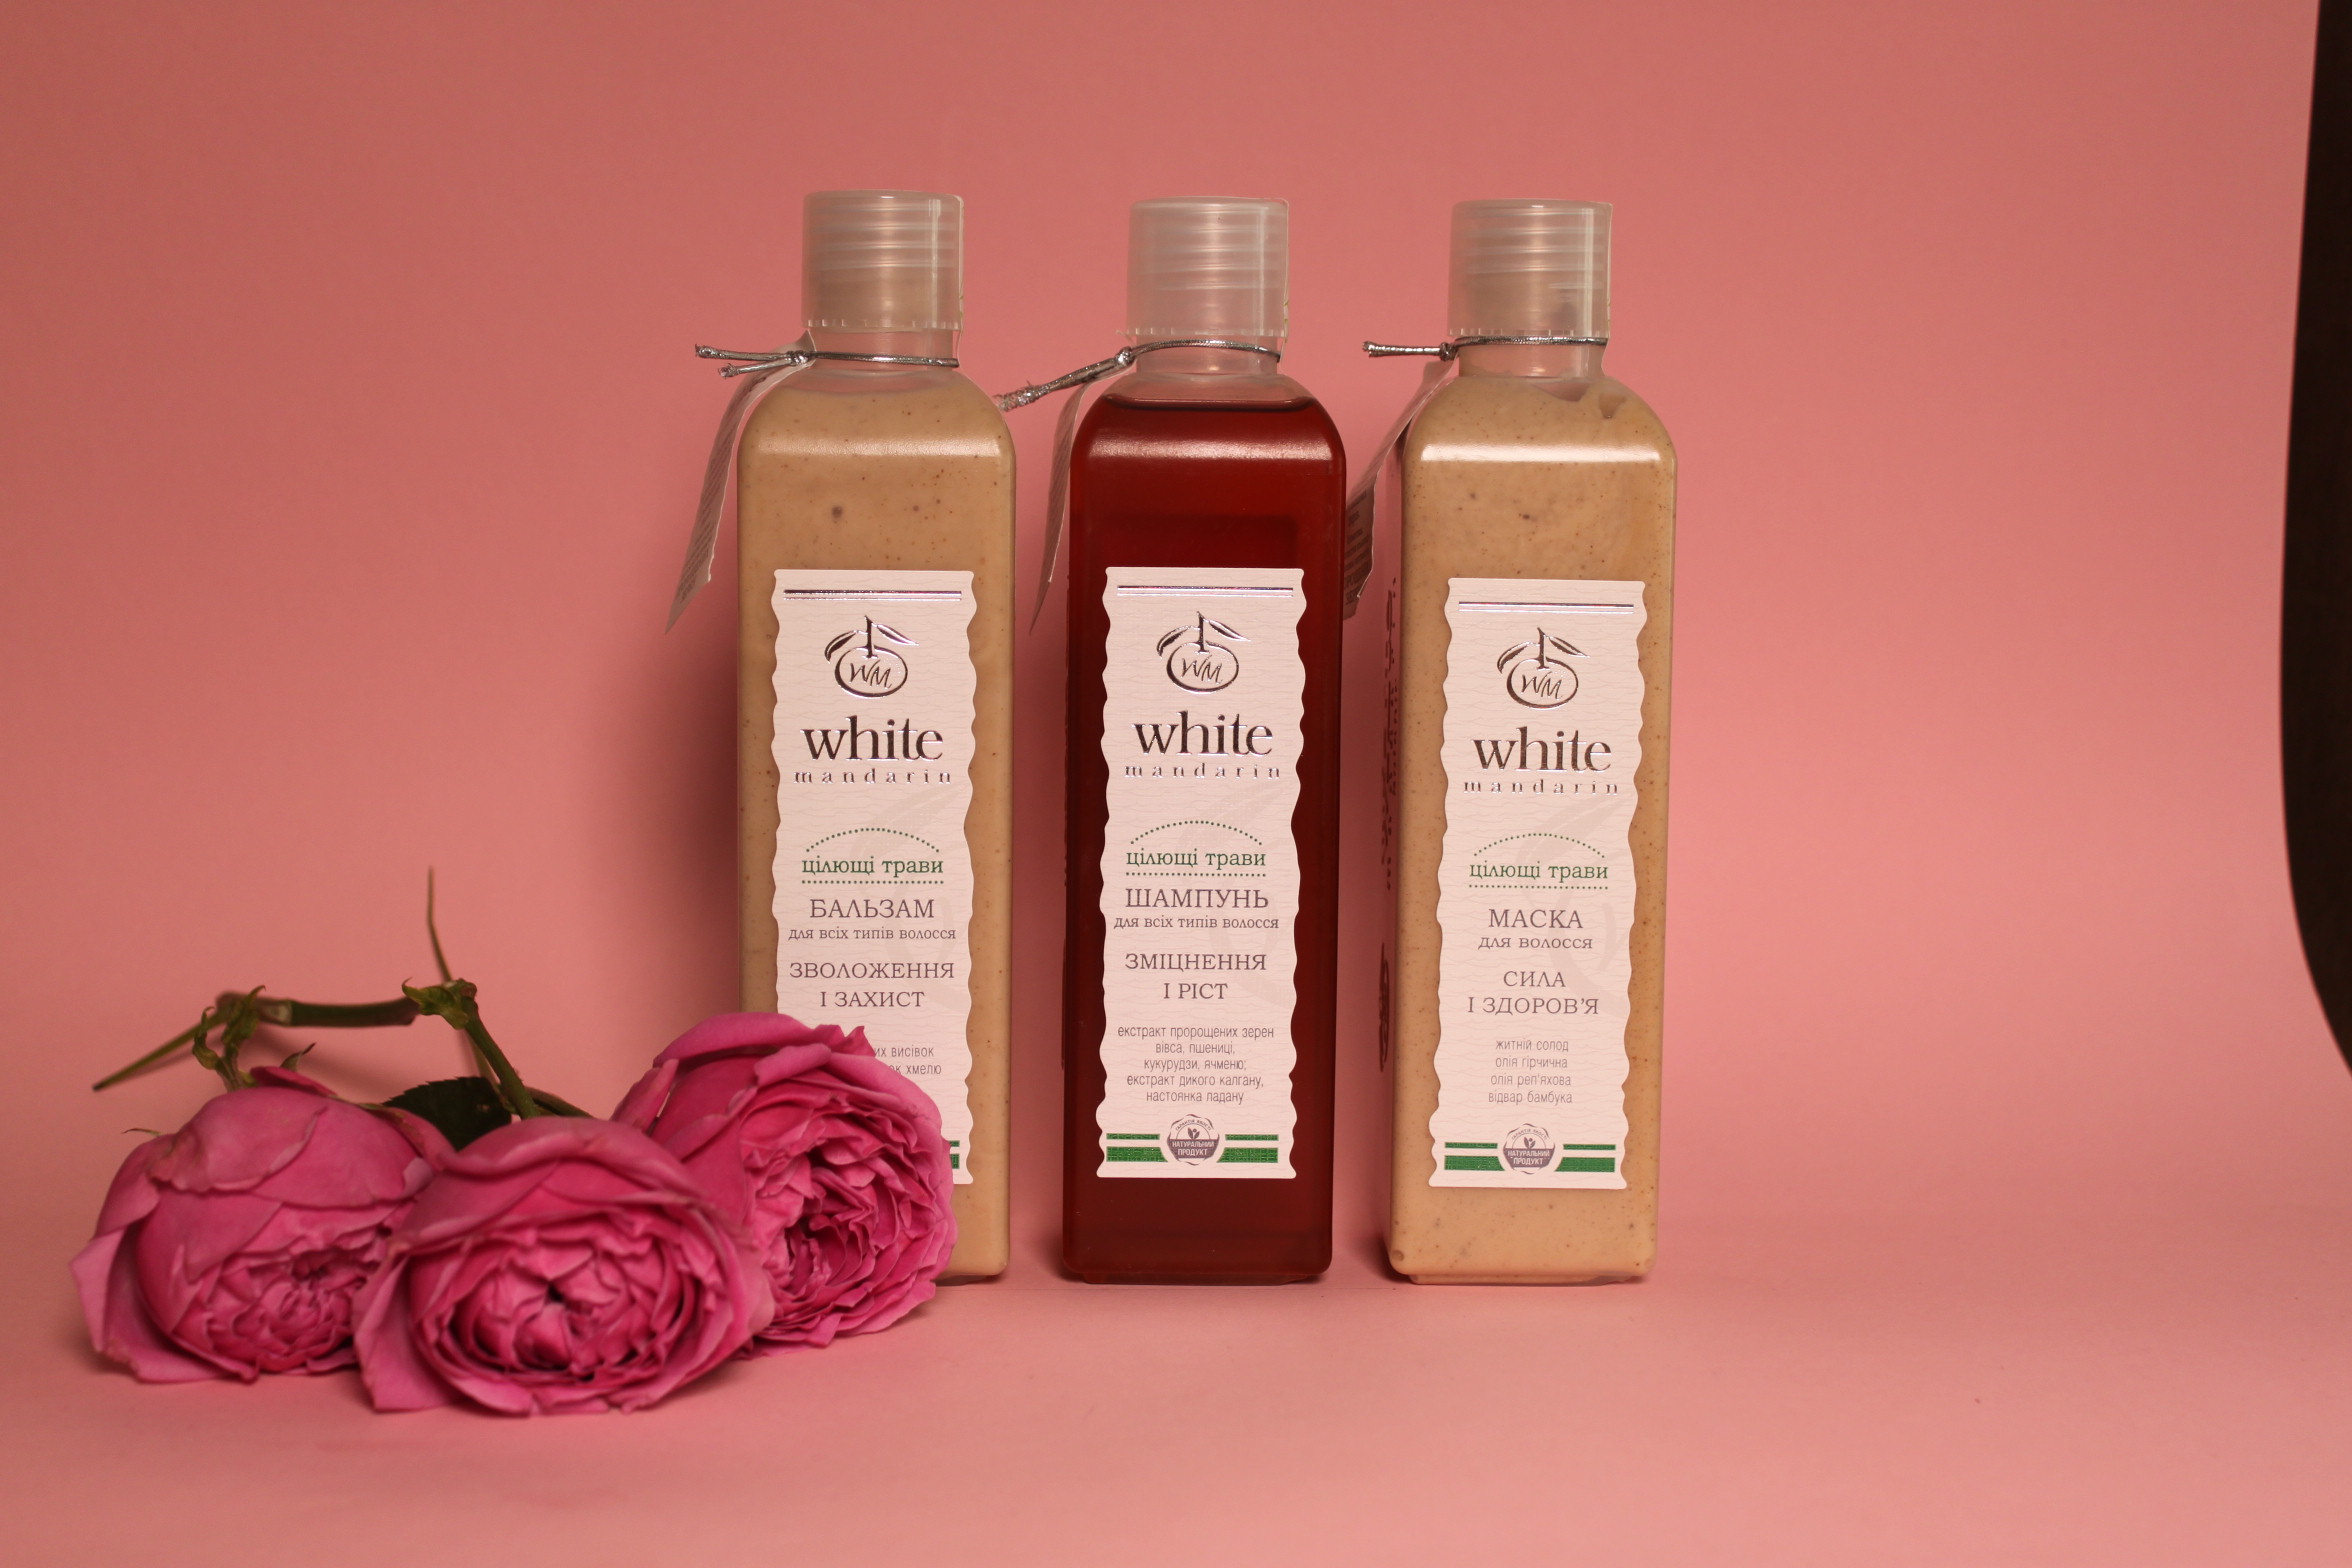 WM
white
mandarin
цілющі трави
БАЛЬЗАМ
для всіх типів волосся
ЗВОЛОЖЕННЯ
І ЗАХИСТ
висівок
хмелю
WM
white
mandarin
цілющі трави
ШАМПУНЬ
для всіх типів волосся
ЗМІЦНЕННЯ
І РІСТ
екстракт пророщених зерен
вівса, пшениці,
кукурудзи, ячменю;
екстракт дикого калгану,
настоянка ладану
НАТУРАЛЬНИЙ
ПРОДУКТ
WM
white
mandarin
цілющі трави
МАСКА
для волосся
СИЛА
І ЗДОРОВ'Я
житній солод
олія гірчична
олія реп'яхова
відвар бамбука
НАТУРАЛЬНИЙ
ПРОДУКТ